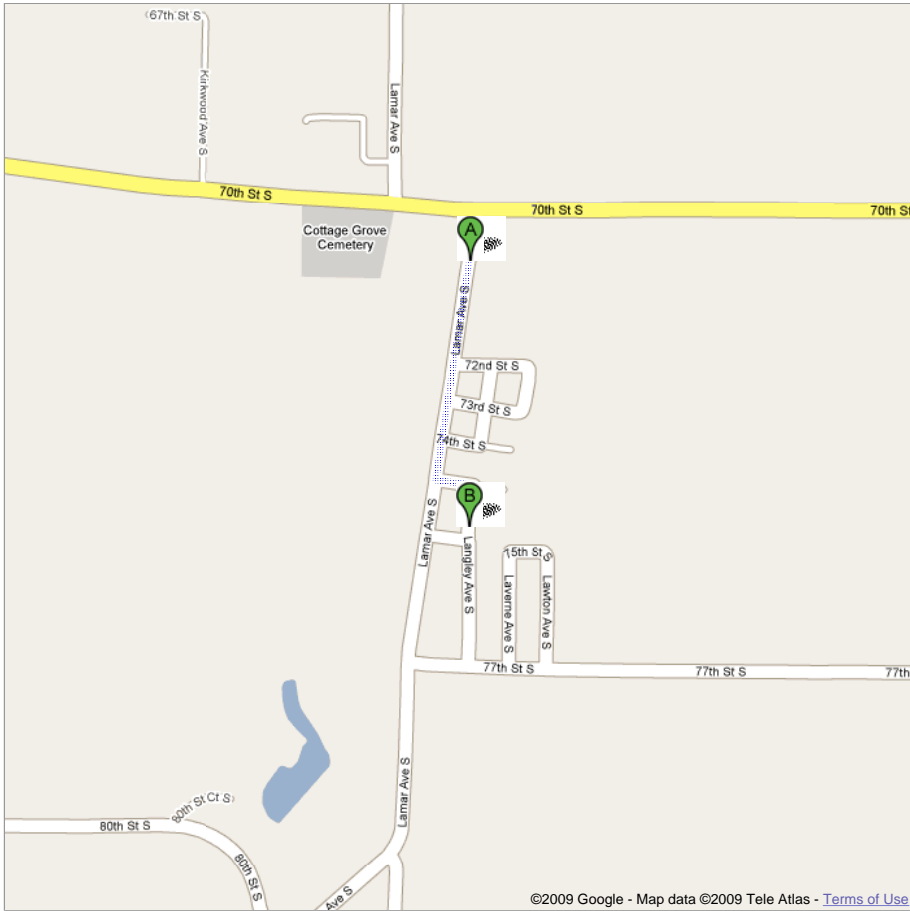 67th St S
Kirkwood Ave S
Lamar Ave S
70th St S
70th St S
70th St
Cottage Grove
Cemetery
A
Lamar Ave S
72nd St S
73rd St S
74th St S
B
Lamar Ave S
Langley Ave S
15th St S
Laverne Ave S
Lawton Ave S
77th St S
77th St S
77th
Lamar Ave S
80th St Ct S
80th St S
80th St S
Ave S
©2009 Google - Map data ©2009 Tele Atlas - Terms of Use